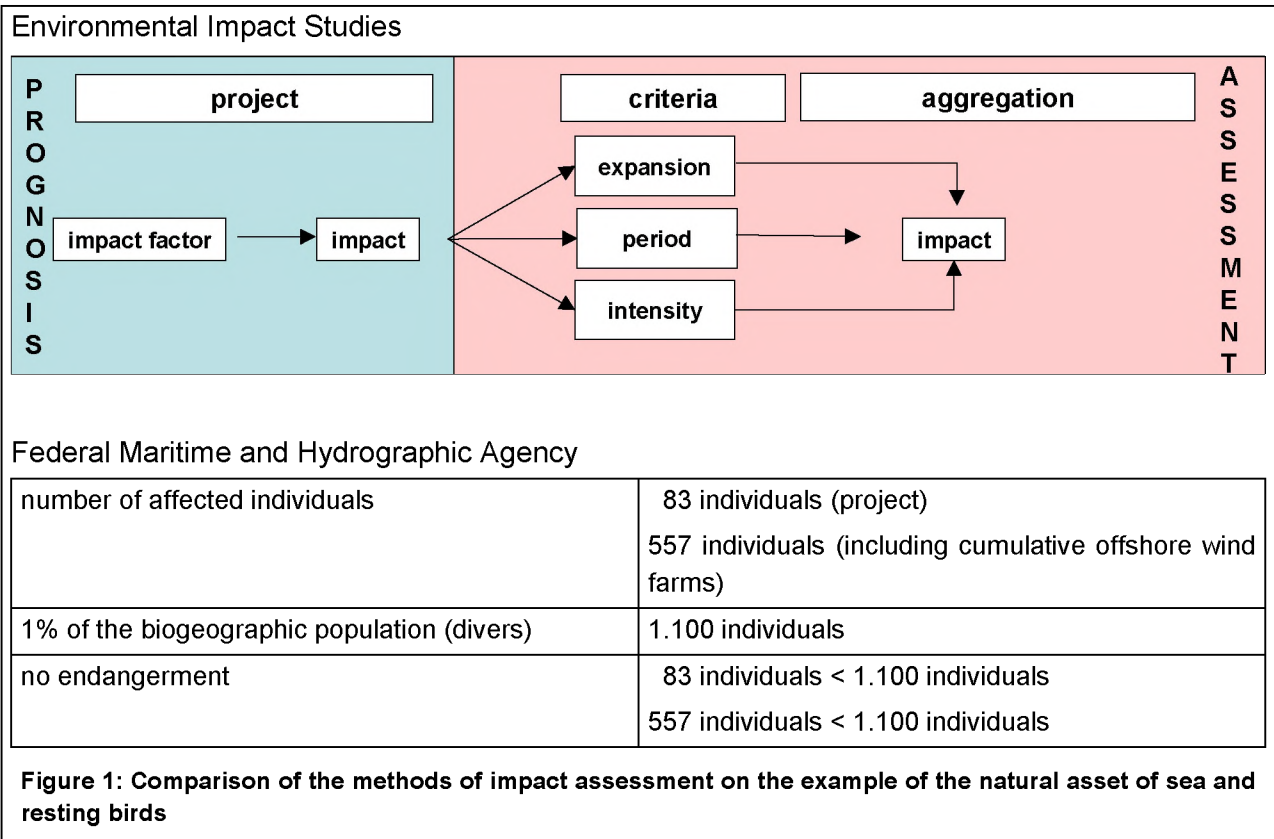 Environmental Impact Studies
PROGNOSIS
project
criteria
aggregation
ASSESSMENT
expansion
impact factor
impact
period
impact
intensity
Federal Maritime and Hydrographic Agency
number of affected individuals
83 individuals (project)
557 individuals (including cumulative offshore wind
farms)
1% of the biogeographic population (divers)
1.100 individuals
no endangerment
83 individuals < 1.100 individuals
557 individuals < 1.100 individuals
Figure 1: Comparison of the methods of impact assessment on the example of the natural asset of sea and
resting birds